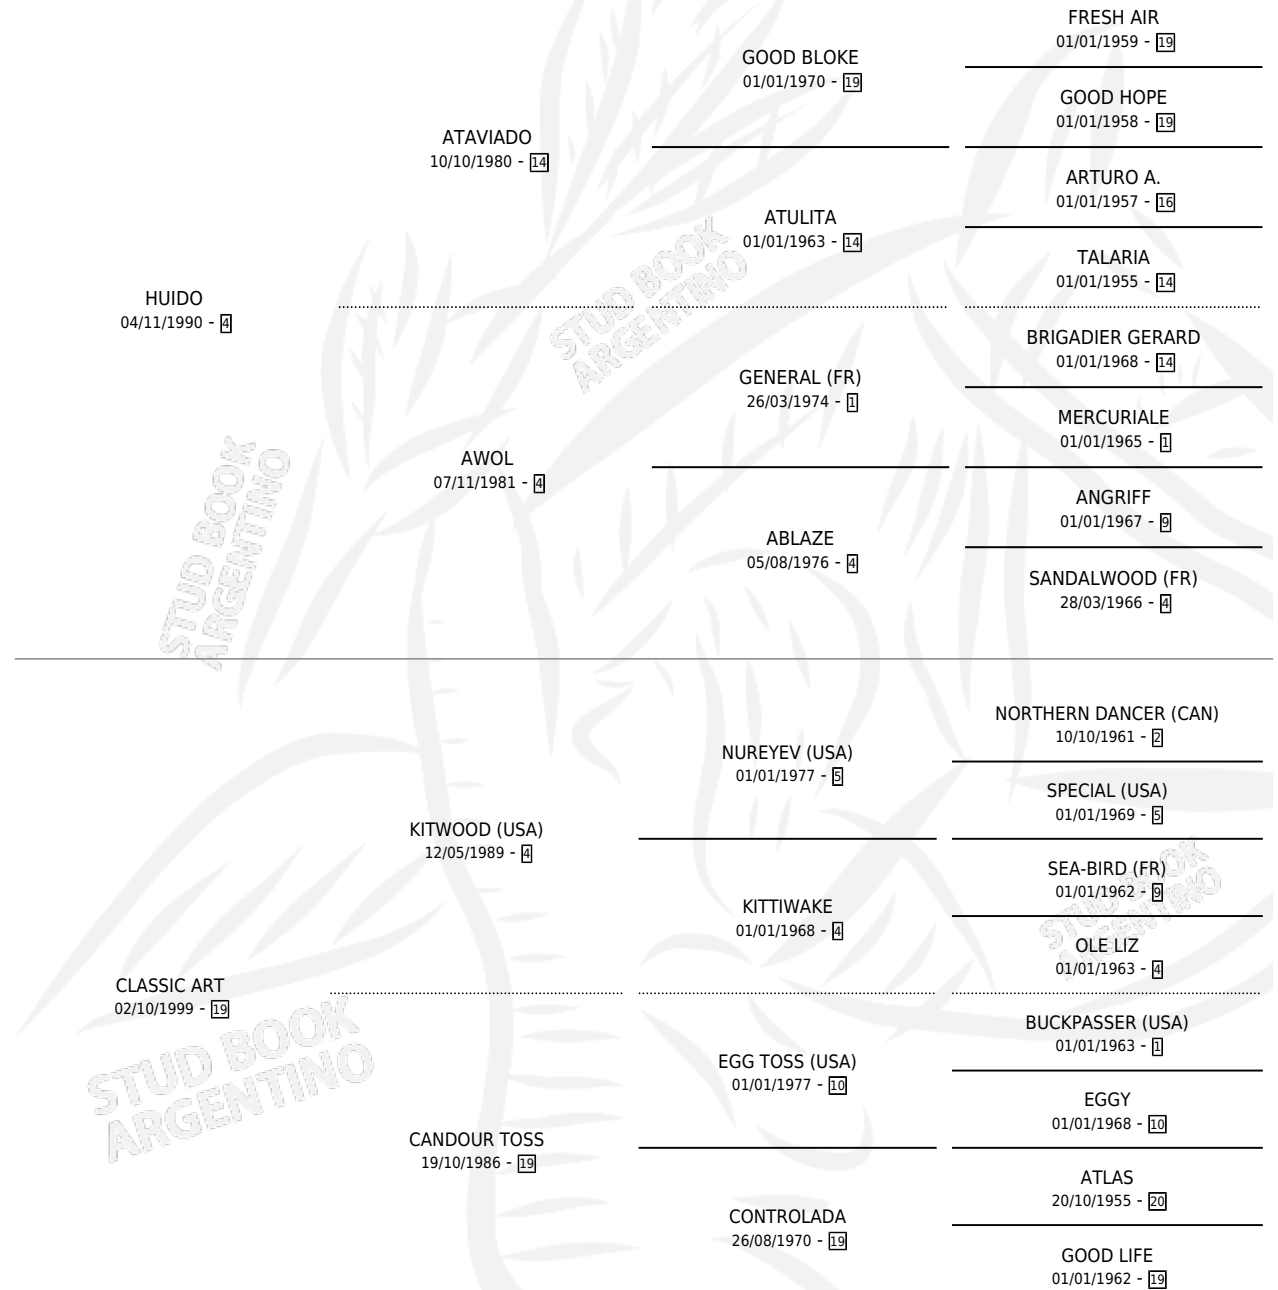 FRESH AIR
01/01/1959 - 19
GOOD BLOKE
01/01/1970 - 19
GOOD HOPE
01/01/1958 - 19
ATAVIADO
10/10/1980 - 14
ARTURO A.
01/01/1957 - 16
ATULITA
01/01/1963 - 14
TALARIA
01/01/1955 - 14
HUIDO
04/11/1990 - 4
BRIGADIER GERARD
01/01/1968 - 14
GENERAL (FR)
26/03/1974 - 1
MERCURIALE
01/01/1965 - 1
AWOL
07/11/1981 - 4
ANGRIFF
01/01/1967 - 9
ABLAZE
05/08/1976 - 4
SANDALWOOD (FR)
28/03/1966 - 4
NORTHERN DANCER (CAN)
10/10/1961 - 2
NUREYEV (USA)
01/01/1977 - 5
SPECIAL (USA)
01/01/1969 - 5
KITWOOD (USA)
12/05/1989 - 4
SEA-BIRD (FR)
01/01/1962 - 9
KITTIWAKE
01/01/1968 - 4
OLE LIZ
01/01/1963 - 4
CLASSIC ART
02/10/1999 - 19
BUCKPASSER (USA)
01/01/1963 - 1
EGG TOSS (USA)
01/01/1977 - 10
EGGY
01/01/1968 - 10
CANDOUR TOSS
19/10/1986 - 19
ATLAS
20/10/1955 - 20
CONTROLADA
26/08/1970 - 19
GOOD LIFE
01/01/1962 - 19
STUD BOOK
ARGENTINO
STUD BOOK
ARGENTINO
STUD BOOK
ARGENTINO
STUD BOOK
ARGENTINO